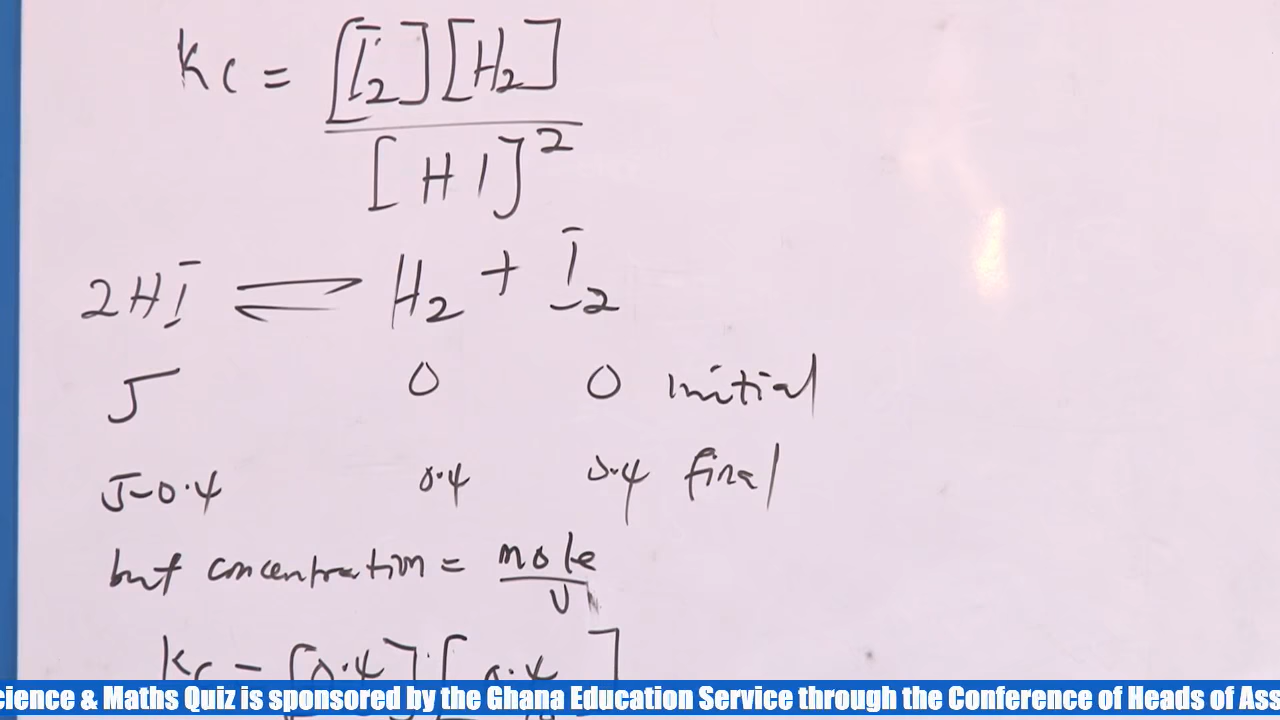 Kc = [I2] [H2]
[HI]2
2HI ⇌ H2 + I2
5 0 0 initial
5-0.4 0.4 0.4 final
but concentration = mole
V
Kc = [0.4] [0.4]
cience & Maths Quiz is sponsored by the Ghana Education Service through the Conference of Heads of Ass